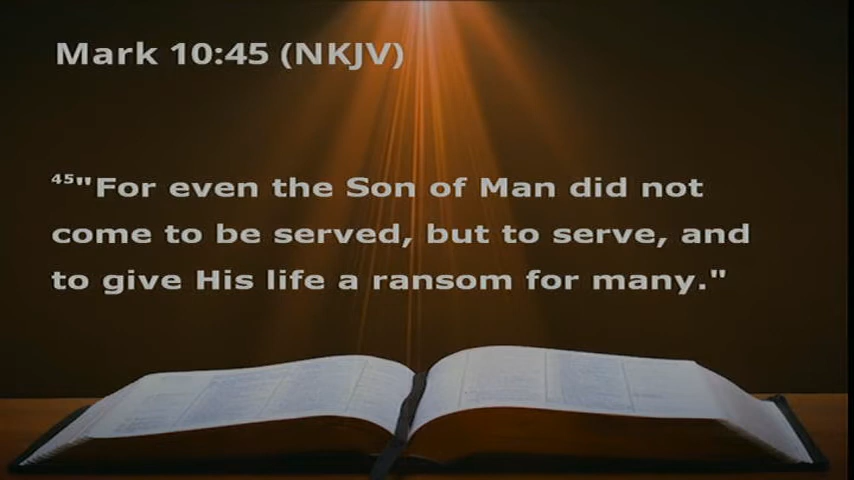 Mark 10:45 (NKJV)
45"For even the Son of Man did not
come to be served, but to serve, and
to give His life a ransom for many."